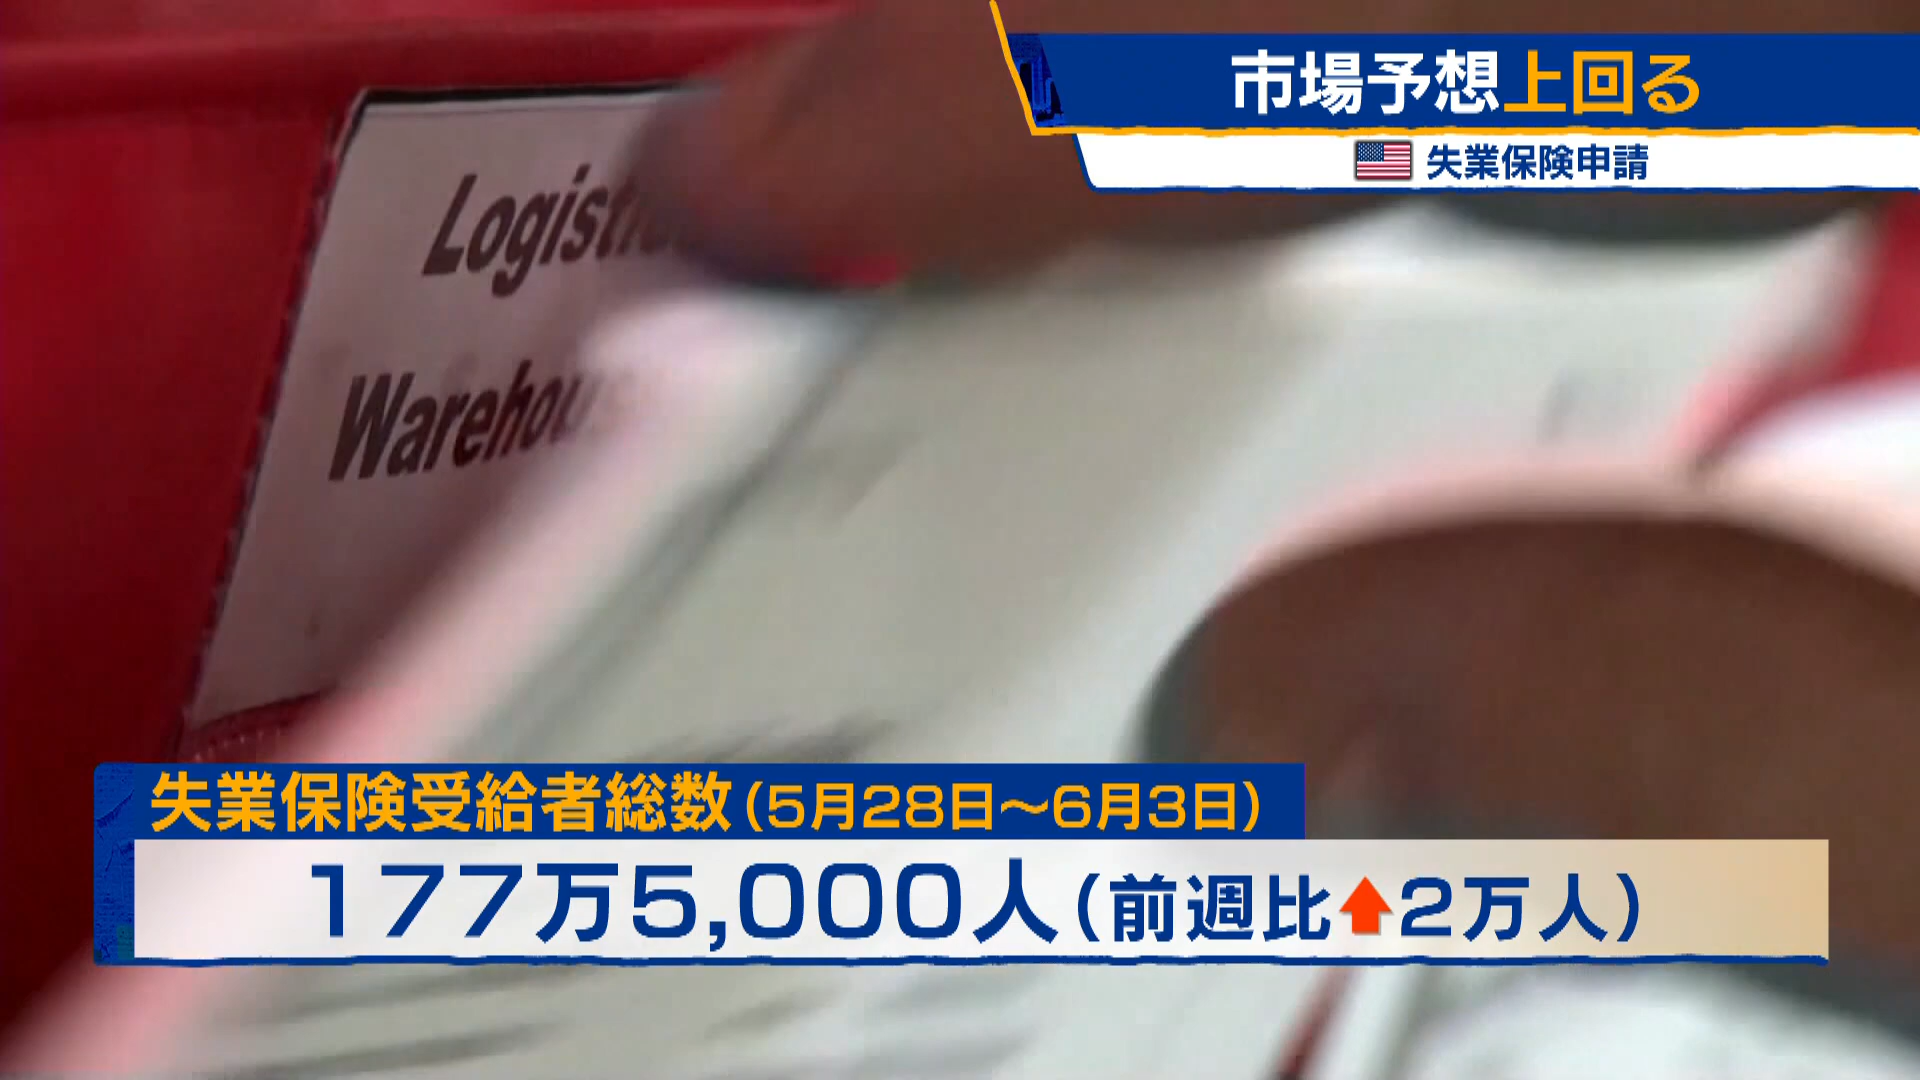 市場予想上回る
失業保険申請
Logisti
Warehou
失業保険受給者総数(5月28日～6月3日)
177万5,000人(前週比⬆2万人)